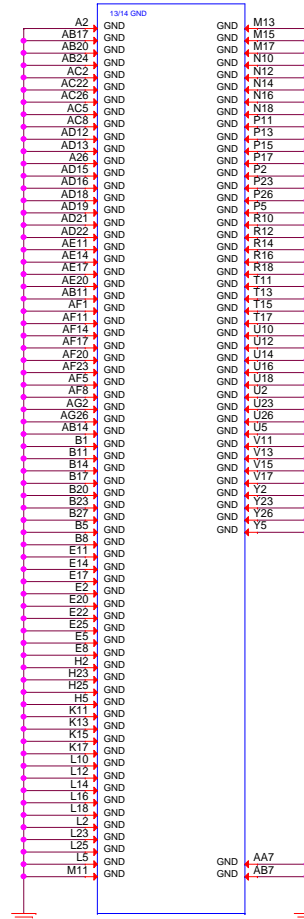 13/14 GND
A2 GND GND M13
AB17 GND GND M15
AB20 GND GND M17
AB24 GND GND N10
AC2 GND GND N12
AC22 GND GND N14
AC26 GND GND N16
AC5 GND GND N18
AC8 GND GND P11
AD12 GND GND P13
AD13 GND GND P15
A26 GND GND P17
AD15 GND GND P2
AD16 GND GND P23
AD18 GND GND P26
AD19 GND GND P5
AD21 GND GND R10
AD22 GND GND R12
AE11 GND GND R14
AE14 GND GND R16
AE17 GND GND R18
AE20 GND GND T11
AB11 GND GND T13
AF1 GND GND T15
AF11 GND GND T17
AF14 GND GND U10
AF17 GND GND U12
AF20 GND GND U14
AF23 GND GND U16
AF5 GND GND U18
AF8 GND GND U2
AG2 GND GND U23
AG26 GND GND U26
AB14 GND GND U5
B1 GND GND V11
B11 GND GND V13
B14 GND GND V15
B17 GND GND V17
B20 GND GND Y2
B23 GND GND Y23
B27 GND GND Y26
B5 GND GND Y5
B8 GND
E11 GND
E14 GND
E17 GND
E2 GND
E20 GND
E22 GND
E25 GND
E5 GND
E8 GND
H2 GND
H23 GND
H25 GND
H5 GND
K11 GND
K13 GND
K15 GND
K17 GND
L10 GND
L12 GND
L14 GND
L16 GND
L18 GND
L2 GND
L23 GND
L25 GND
L5 GND GND AA7
M11 GND GND AB7